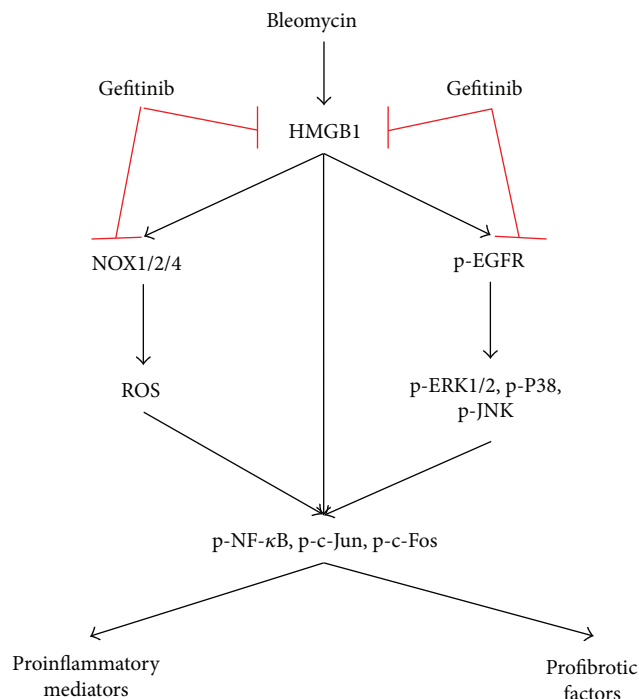 Bleomycin
Gefitinib
Gefitinib
HMGB1
NOX1/2/4
p-EGFR
ROS
p-ERK1/2, p-P38,
p-JNK
p-NF-κB, p-c-Jun, p-c-Fos
Proinflammatory
mediators
Profibrotic
factors